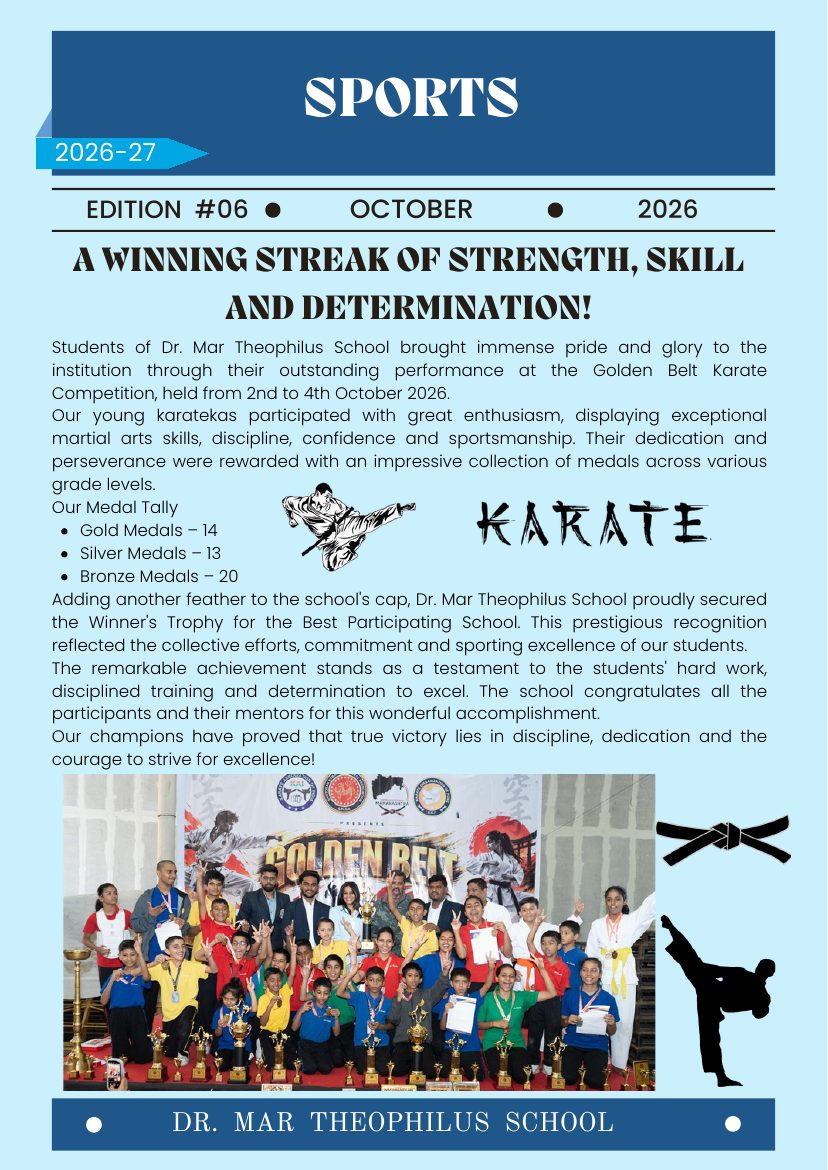 SPORTS
2026-27
EDITION #06 ● OCTOBER ● 2026
A WINNING STREAK OF STRENGTH, SKILL
AND DETERMINATION!
Students of Dr. Mar Theophilus School brought immense pride and glory to the
institution through their outstanding performance at the Golden Belt Karate
Competition, held from 2nd to 4th October 2026.
Our young karatekas participated with great enthusiasm, displaying exceptional
martial arts skills, discipline, confidence and sportsmanship. Their dedication and
perseverance were rewarded with an impressive collection of medals across various
grade levels.
Our Medal Tally
• Gold Medals – 14
• Silver Medals – 13
• Bronze Medals – 20
KARATE
Adding another feather to the school's cap, Dr. Mar Theophilus School proudly secured
the Winner's Trophy for the Best Participating School. This prestigious recognition
reflected the collective efforts, commitment and sporting excellence of our students.
The remarkable achievement stands as a testament to the students' hard work,
disciplined training and determination to excel. The school congratulates all the
participants and their mentors for this wonderful accomplishment.
Our champions have proved that true victory lies in discipline, dedication and the
courage to strive for excellence!
MAHARASHTRA
PRESENTS
GOLDEN BELT
DR. MAR THEOPHILUS SCHOOL